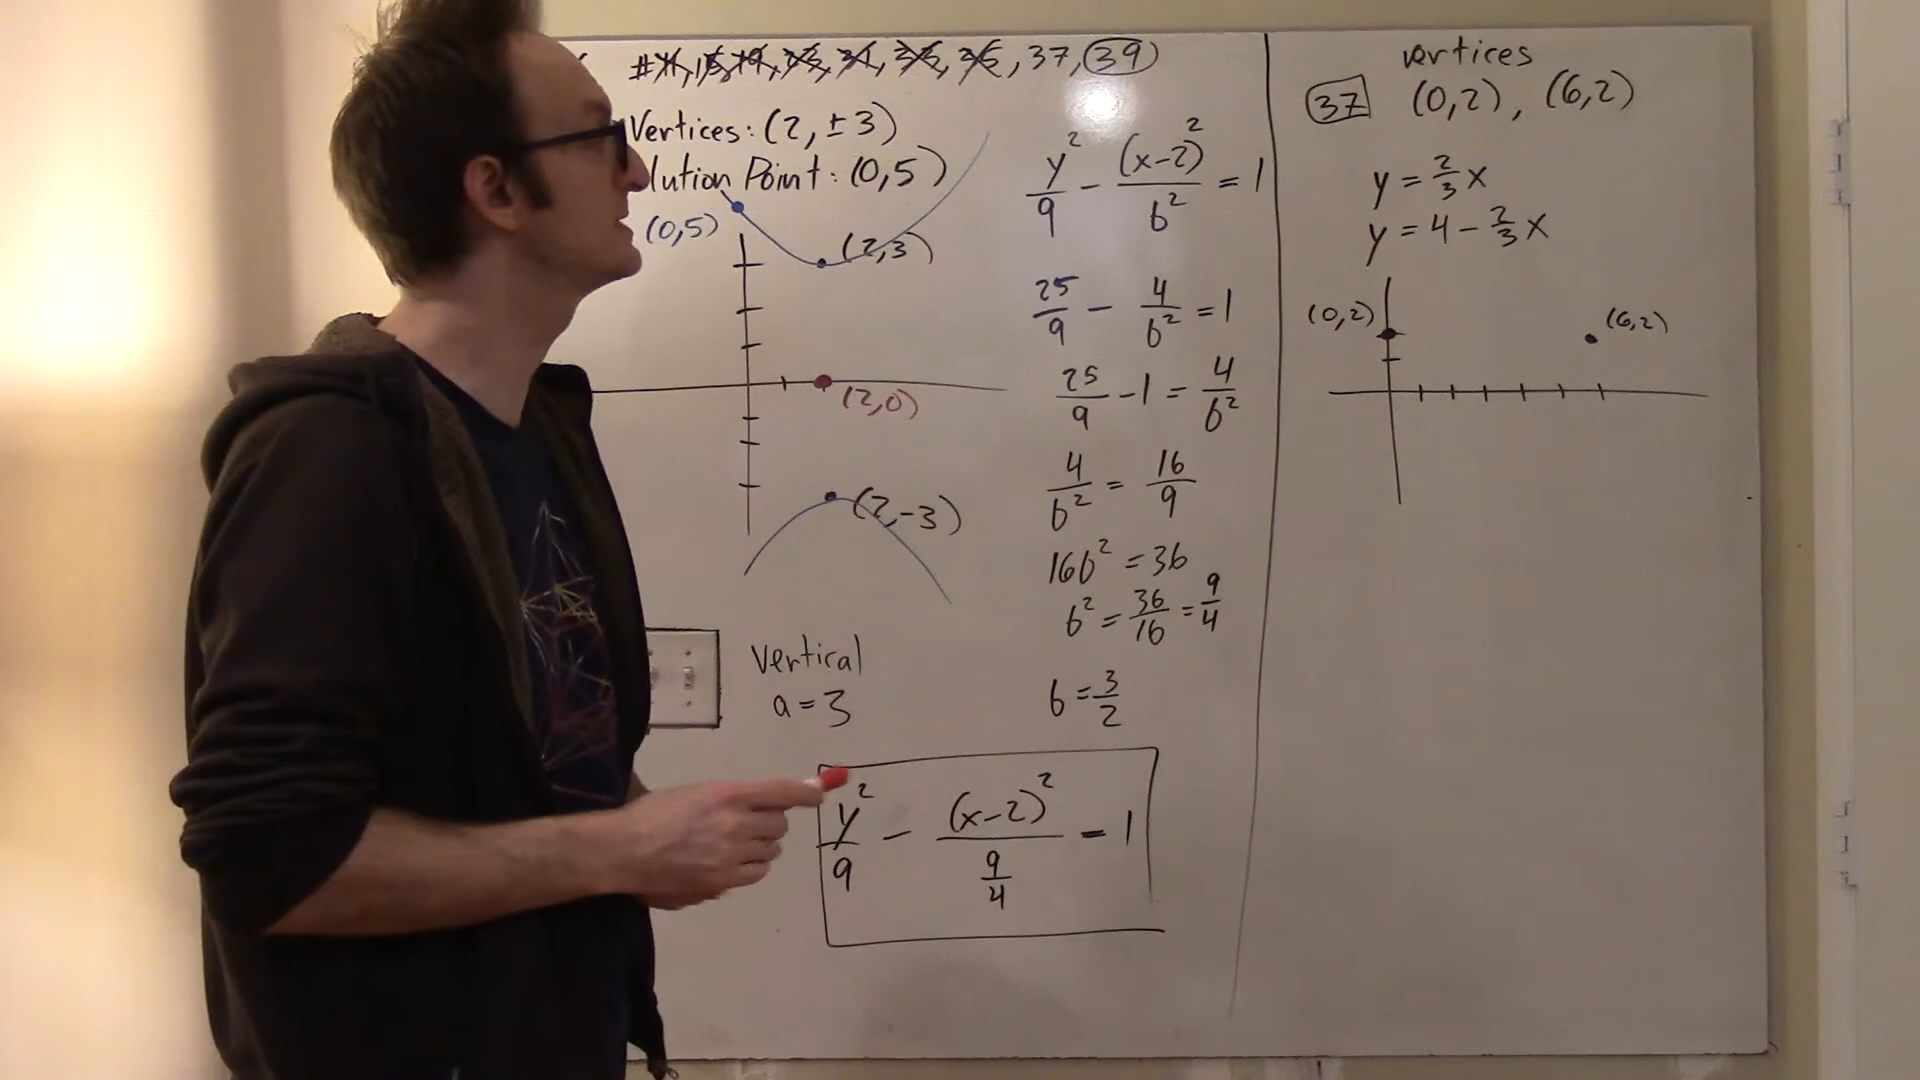 #11, 15, 19, 23, 31, 33, 35, 37, 39
Vertices: (2, ±3)
lution Point: (0,5)
(0,5)
(2,3)
(2,0)
(2,-3)
Vertical
a = 3
y²/9 - (x-2)²/b² = 1
25/9 - 4/b² = 1
25/9 - 1 = 4/b²
4/b² = 16/9
16b² = 36
b² = 36/16 = 9/4
b = 3/2
y²/9 - (x-2)²/(9/4) = 1
vertices
37 (0,2), (6,2)
y = 2/3 x
y = 4 - 2/3 x
(0,2)
(6,2)